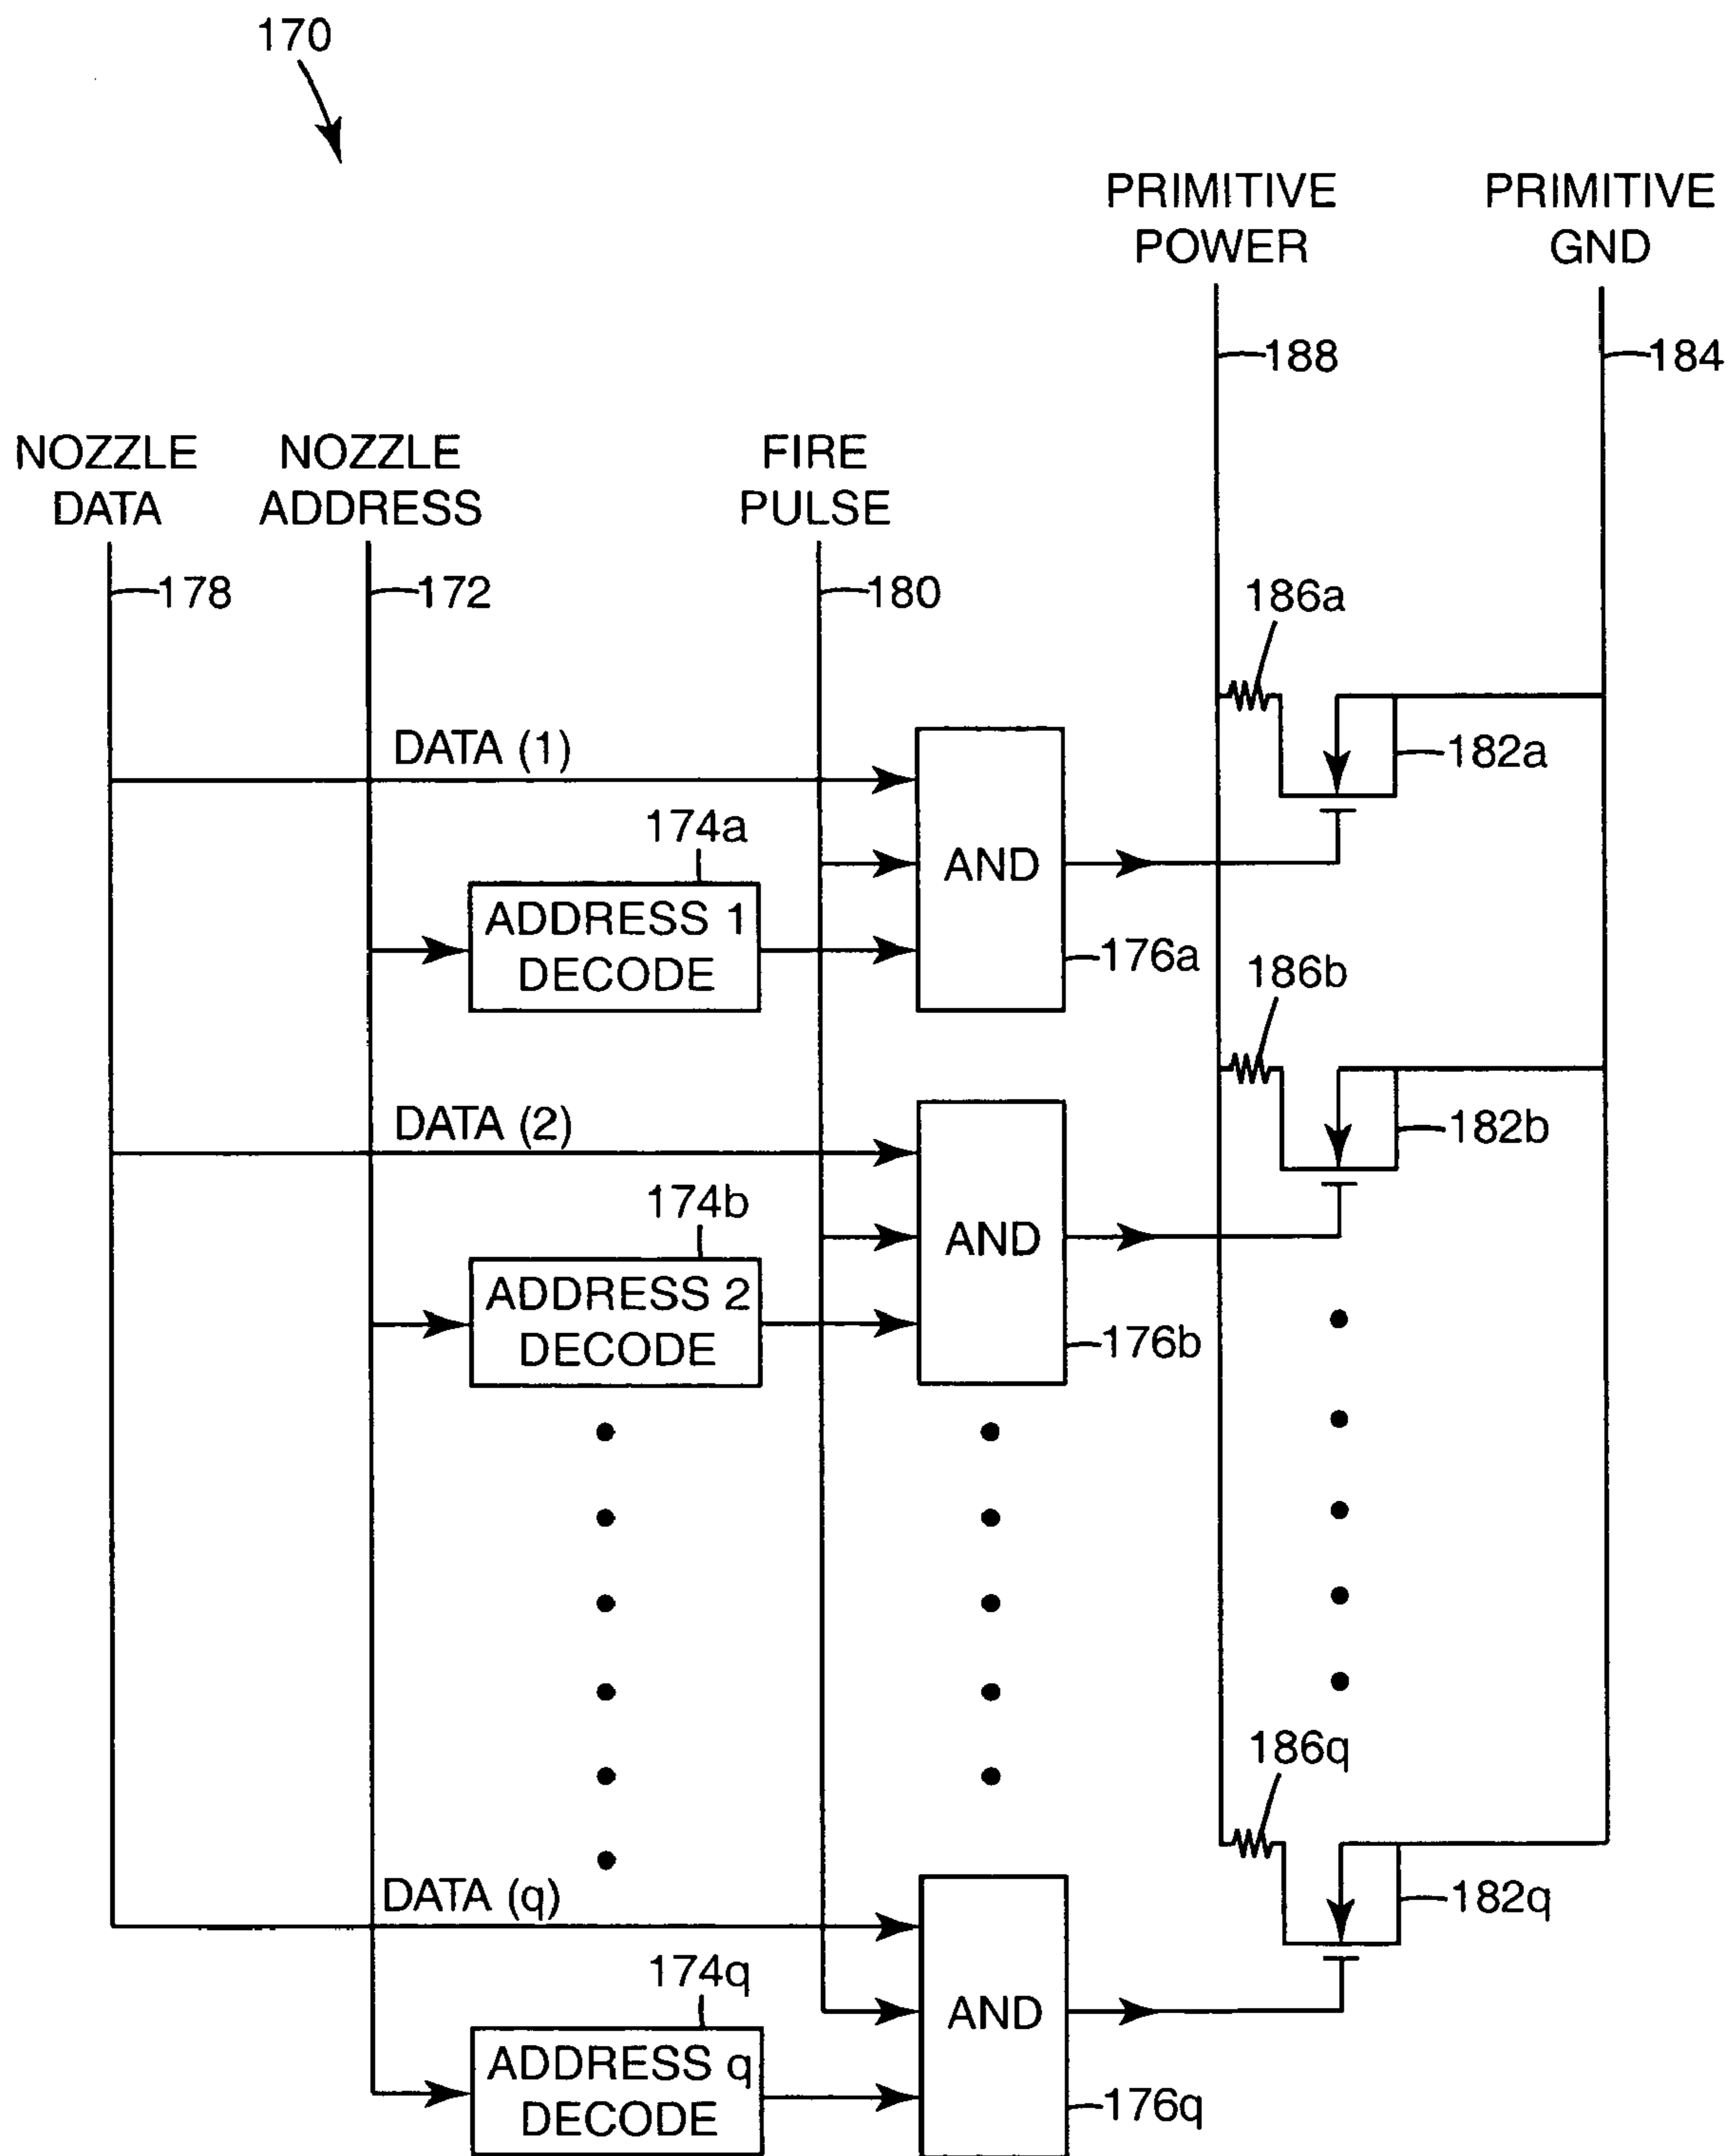 170
PRIMITIVE
POWER
PRIMITIVE
GND
188
184
NOZZLE
DATA
NOZZLE
ADDRESS
FIRE
PULSE
178
172
180
186a
DATA (1)
182a
174a
AND
ADDRESS 1
DECODE
176a
186b
DATA (2)
182b
174b
AND
ADDRESS 2
DECODE
176b
186q
DATA (q)
182q
174q
AND
ADDRESS q
DECODE
176q